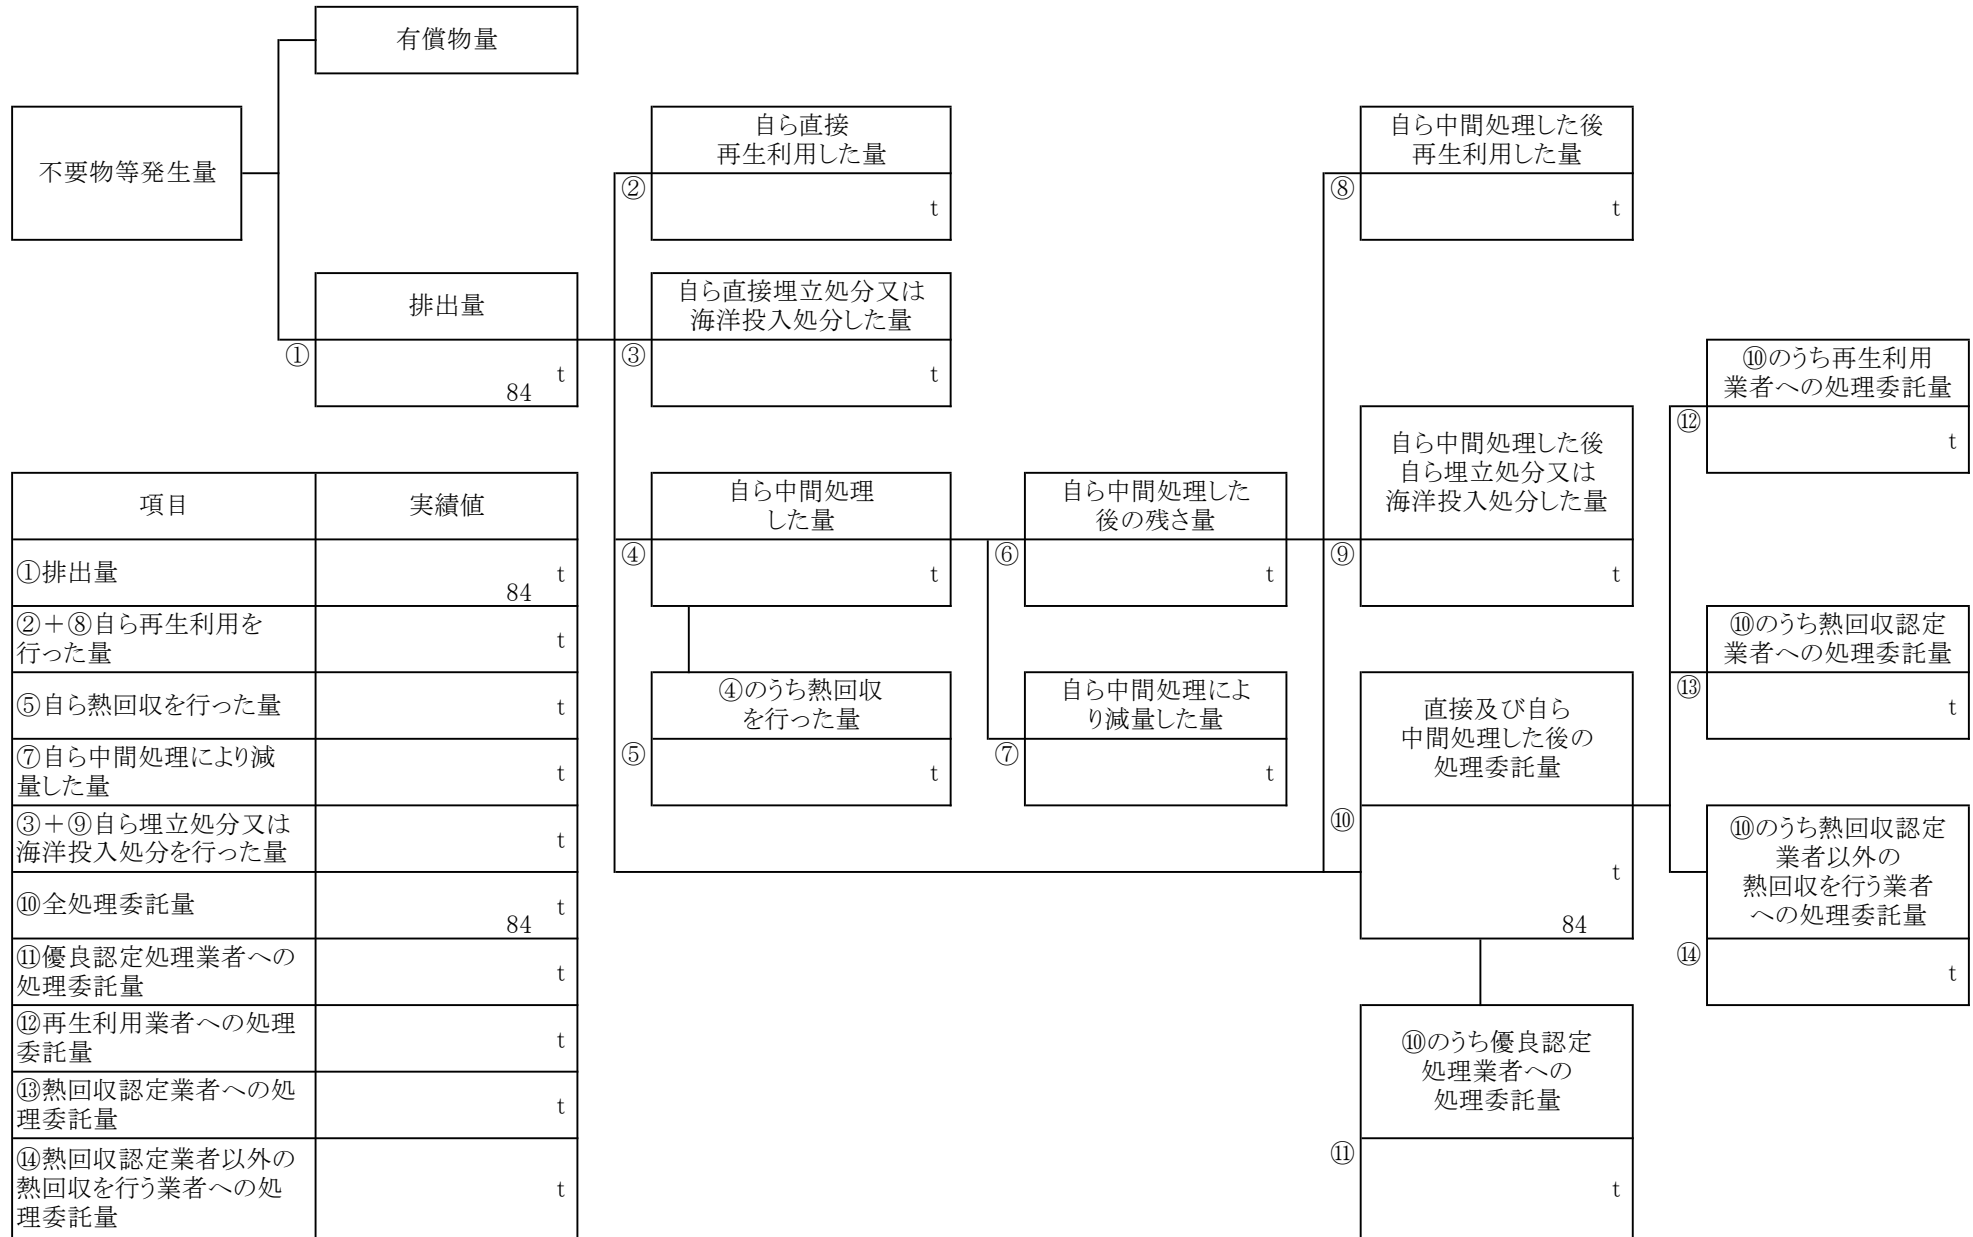 有償物量
不要物等発生量
排出量
①
t
84
自ら直接
再生利用した量
②
t
自ら直接埋立処分又は
海洋投入処分した量
③
t
自ら中間処理
した量
④
t
④のうち熱回収
を行った量
⑤
t
自ら中間処理した
後の残さ量
⑥
t
自ら中間処理によ
り減量した量
⑦
t
自ら中間処理した後
再生利用した量
⑧
t
自ら中間処理した後
自ら埋立処分又は
海洋投入処分した量
⑨
t
直接及び自ら
中間処理した後の
処理委託量
⑩
t
84
⑩のうち優良認定
処理業者への
処理委託量
⑪
t
⑩のうち再生利用
業者への処理委託量
⑫
t
⑩のうち熱回収認定
業者への処理委託量
⑬
t
⑩のうち熱回収認定
業者以外の
熱回収を行う業者
への処理委託量
⑭
t
項目 実績値
①排出量 t
84
②＋⑧自ら再生利用を
行った量 t
⑤自ら熱回収を行った量 t
⑦自ら中間処理により減
量した量 t
③＋⑨自ら埋立処分又は
海洋投入処分を行った量 t
⑩全処理委託量 t
84
⑪優良認定処理業者への
処理委託量 t
⑫再生利用業者への処理
委託量 t
⑬熱回収認定業者への処
理委託量 t
⑭熱回収認定業者以外の
熱回収を行う業者への処 t
理委託量